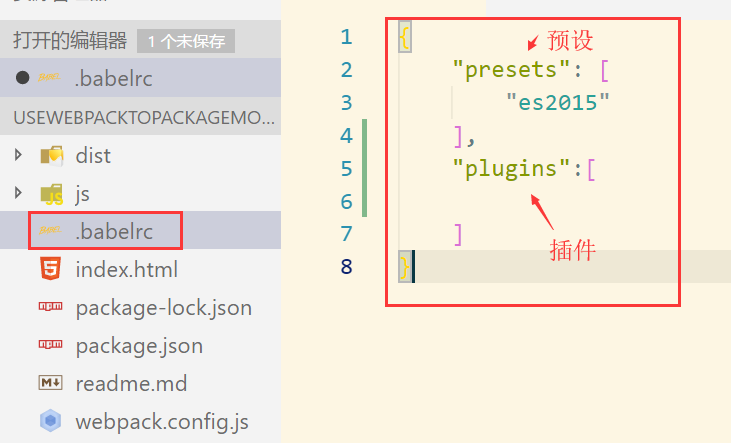 打开的编辑器 1 个未保存
.babelrc
USEWEBPACKTOPACKAGEMO...
dist
js
.babelrc
index.html
package-lock.json
package.json
readme.md
webpack.config.js
1 {
预设
2 "presets": [
3 "es2015"
4 ],
5 "plugins":[
6
7 ]
插件
8 }